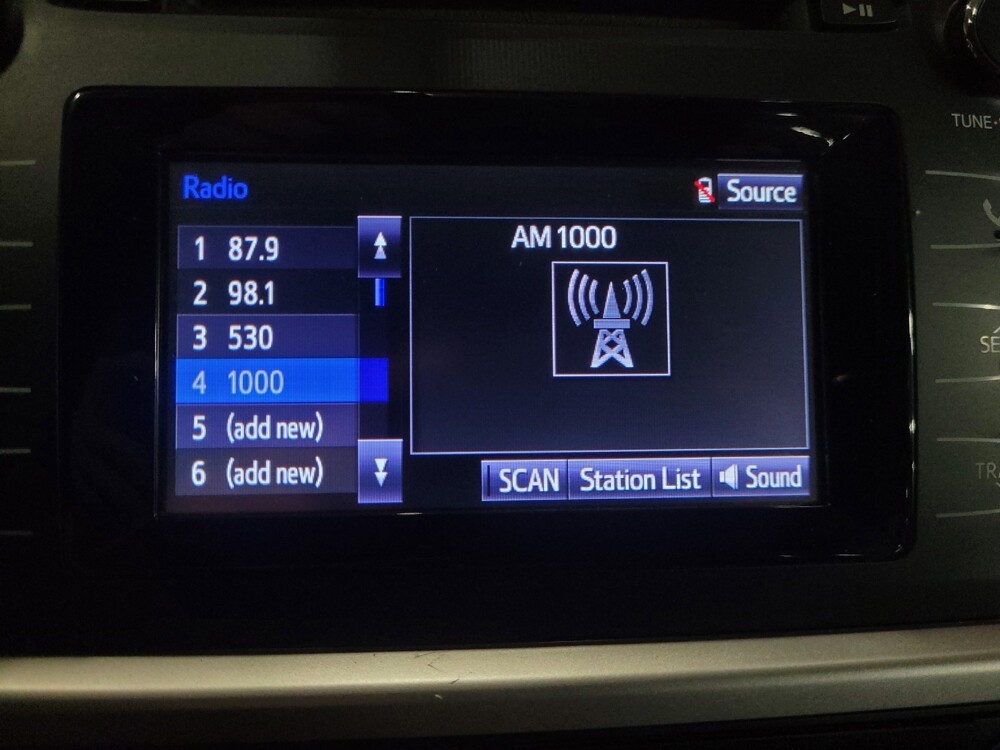 TUNE
Radio
Source
1 87.9
2 98.1
3 530
4 1000
5 (add new)
6 (add new)
AM 1000
SCAN
Station List
Sound